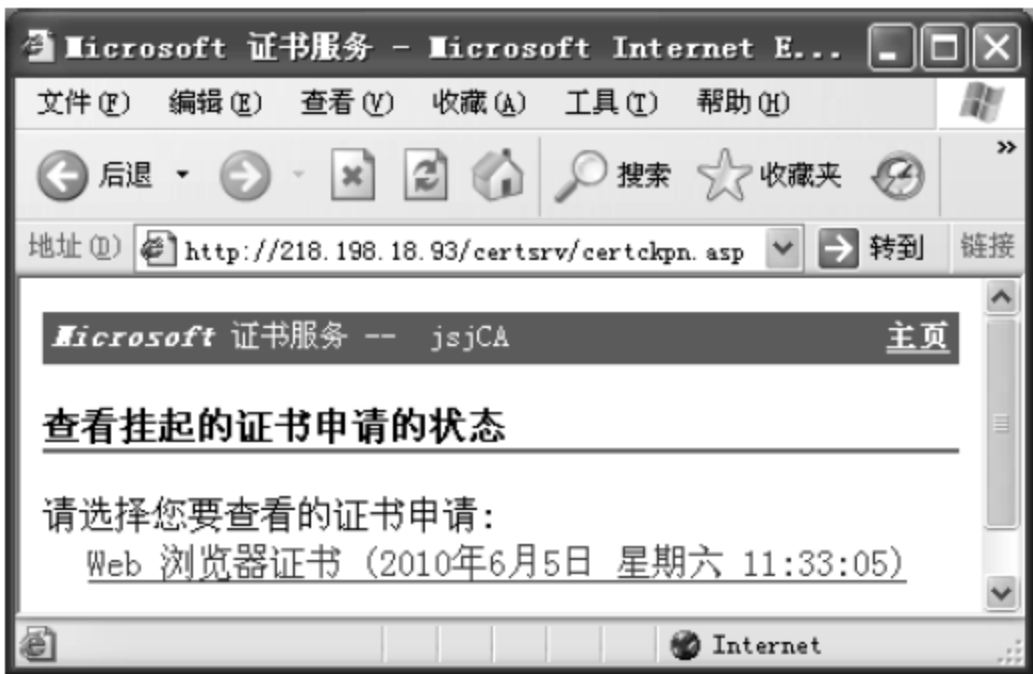 Microsoft 证书服务 - Microsoft Internet E...
文件(F) 编辑(E) 查看(V) 收藏(A) 工具(T) 帮助(H)
后退 搜索 收藏夹 »
地址(D) http://218.198.18.93/certsrv/certckpn.asp 转到 链接
Microsoft 证书服务 -- jsjCA 主页
查看挂起的证书申请的状态
请选择您要查看的证书申请:
Web 浏览器证书 (2010年6月5日 星期六 11:33:05)
Internet